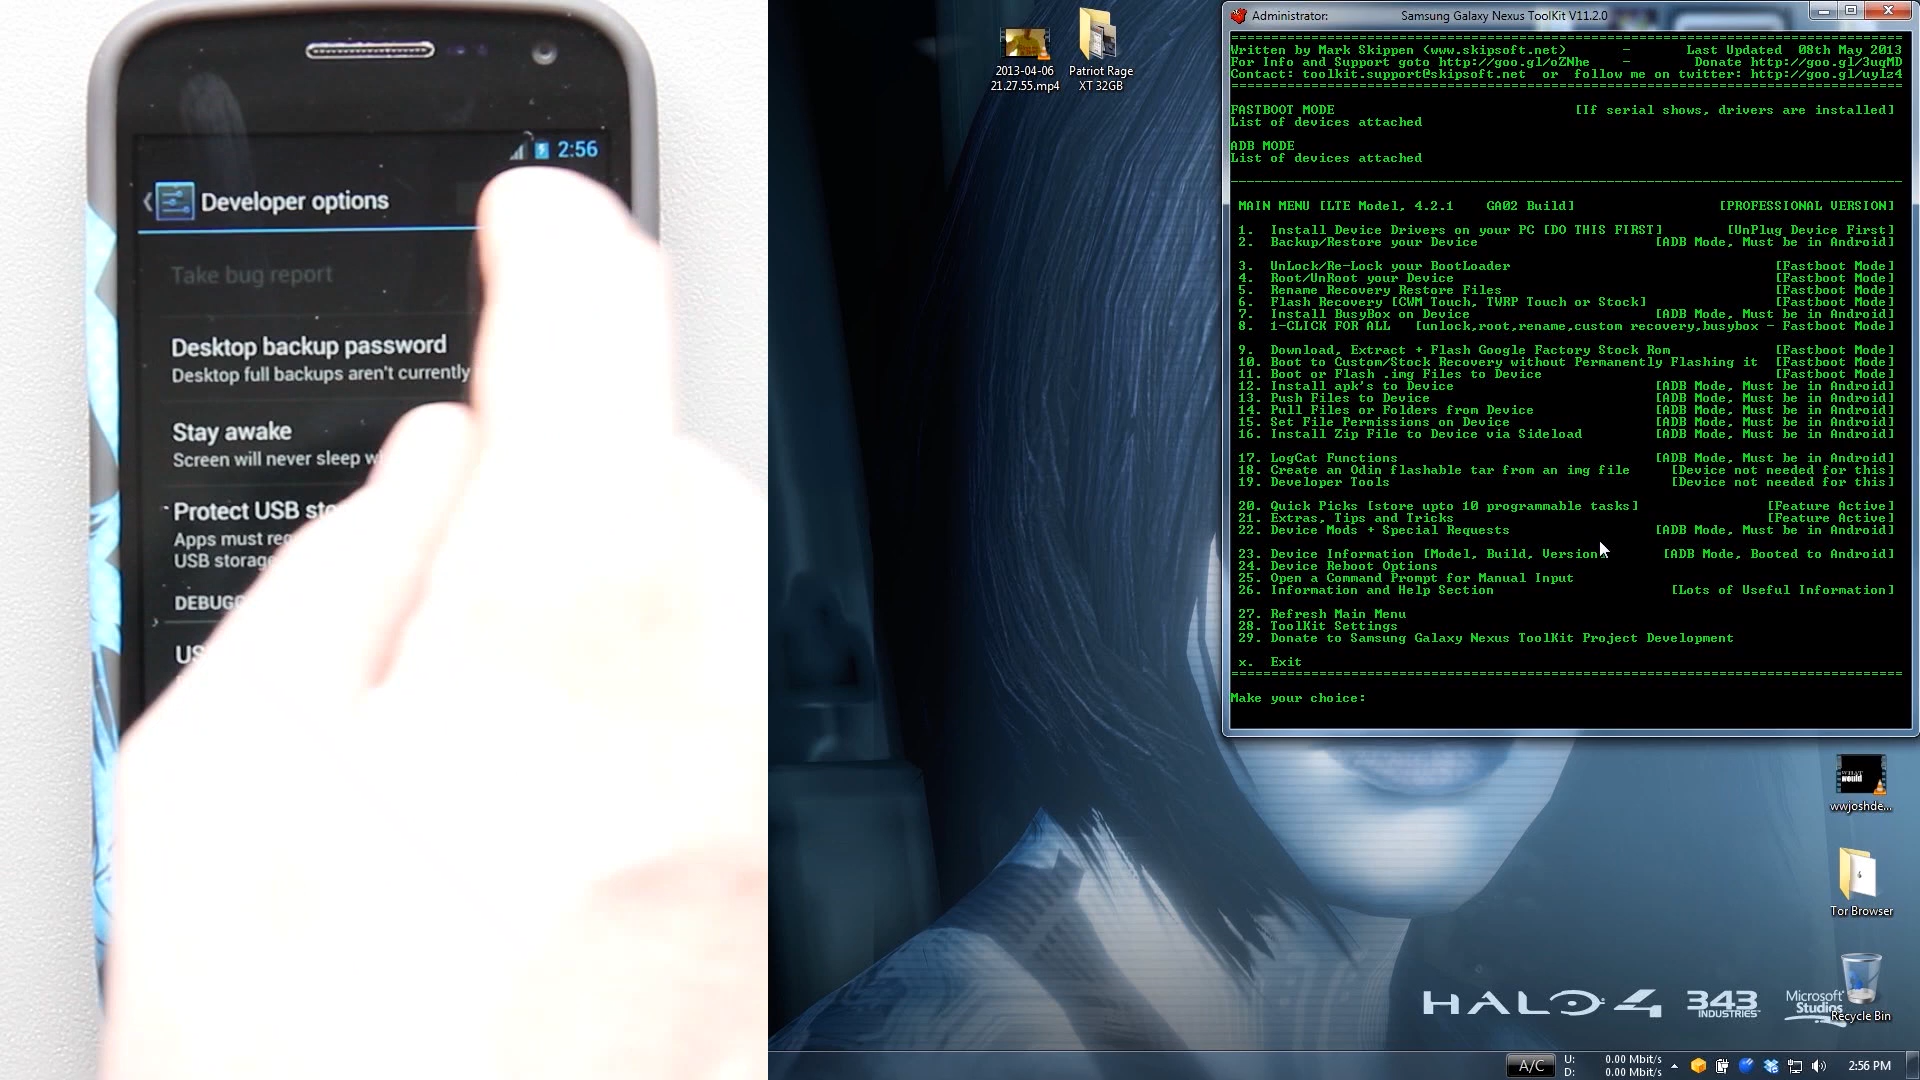 2:56
Developer options
Take bug report
Desktop backup password
Desktop full backups aren't currently
Stay awake
Screen will never sleep
Protect USB
Apps must
USB storage
2013-04-06
21.27.55.mp4
Patriot Rage
XT 32GB
Administrator: Samsung Galaxy Nexus ToolKit V11.2.0
Written by Mark Skippen (www.skipsoft.net) - Last Updated 08th May 2013
For Info and Support goto http://goo.gl/oZNhe - Donate http://goo.gl/3uqMD
Contact: toolkit.support@skipsoft.net or follow me on twitter: http://goo.gl/uylz4
FASTBOOT MODE [If serial shows, drivers are installed]
List of devices attached
ADB MODE
List of devices attached
MAIN MENU [LTE Model, 4.2.1 GA02 Build] [PROFESSIONAL VERSION]
1. Install Device Drivers on your PC [DO THIS FIRST] [UnPlug Device First]
2. Backup/Restore your Device [ADB Mode, Must be in Android]
3. UnLock/Re-Lock your BootLoader [Fastboot Mode]
4. Root/UnRoot your Device [Fastboot Mode]
5. Rename Recovery Restore Files [Fastboot Mode]
6. Flash Recovery [CWM Touch, TWRP Touch or Stock] [Fastboot Mode]
7. Install BusyBox on Device [ADB Mode, Must be in Android]
8. 1-CLICK FOR ALL [unlock,root,rename,custom recovery,busybox - Fastboot Mode]
9. Download, Extract + Flash Google Factory Stock Rom [Fastboot Mode]
10. Boot to Custom/Stock Recovery without Permanently Flashing it [Fastboot Mode]
11. Boot or Flash .img Files to Device [Fastboot Mode]
12. Install apk's to Device [ADB Mode, Must be in Android]
13. Push Files to Device [ADB Mode, Must be in Android]
14. Pull Files or Folders from Device [ADB Mode, Must be in Android]
15. Set File Permissions on Device [ADB Mode, Must be in Android]
16. Install Zip File to Device via Sideload [ADB Mode, Must be in Android]
17. LogCat Functions [ADB Mode, Must be in Android]
18. Create an Odin flashable tar from an img file [Device not needed for this]
19. Developer Tools [Device not needed for this]
20. Quick Picks [store upto 10 programmable tasks] [Feature Active]
21. Extras, Tips and Tricks [Feature Active]
22. Device Mods + Special Requests [ADB Mode, Must be in Android]
23. Device Information [Model, Build, Version [ADB Mode, Booted to Android]
24. Device Reboot Options
25. Open a Command Prompt for Manual Input
26. Information and Help Section [Lots of Useful Information]
27. Refresh Main Menu
28. ToolKit Settings
29. Donate to Samsung Galaxy Nexus ToolKit Project Development
x. Exit
Make your choice:
wwjoshde...
Tor Browser
HALO 4
343
INDUSTRIES
Microsoft
Studios
Recycle Bin
A/C
U: 0.00 Mbit/s
D: 0.00 Mbit/s
2:56 PM